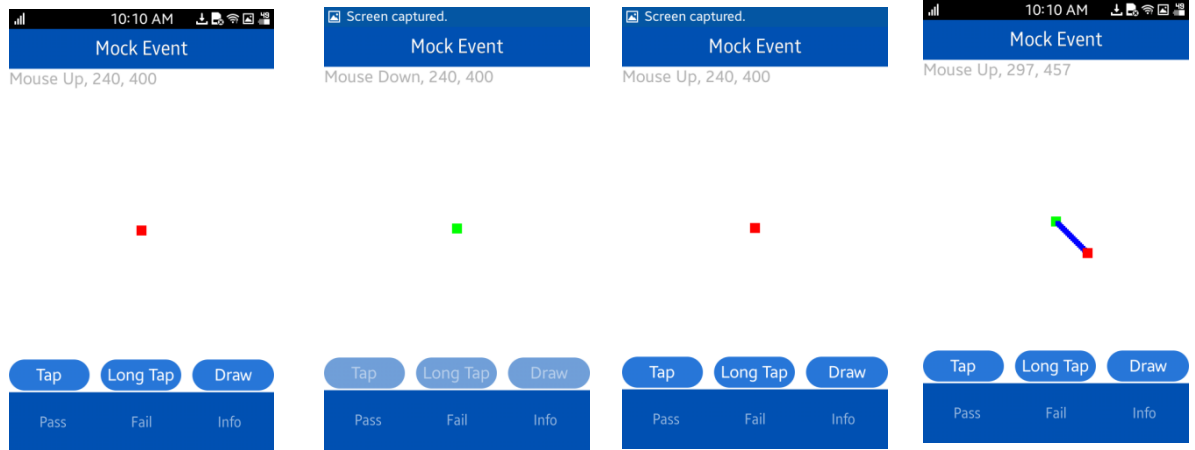 10:10 AM
Mock Event
Mouse Up, 240, 400
Tap Long Tap Draw
Pass Fail Info
Screen captured.
Mock Event
Mouse Down, 240, 400
Tap Long Tap Draw
Pass Fail Info
Screen captured.
Mock Event
Mouse Up, 240, 400
Tap Long Tap Draw
Pass Fail Info
10:10 AM
Mock Event
Mouse Up, 297, 457
Tap Long Tap Draw
Pass Fail Info